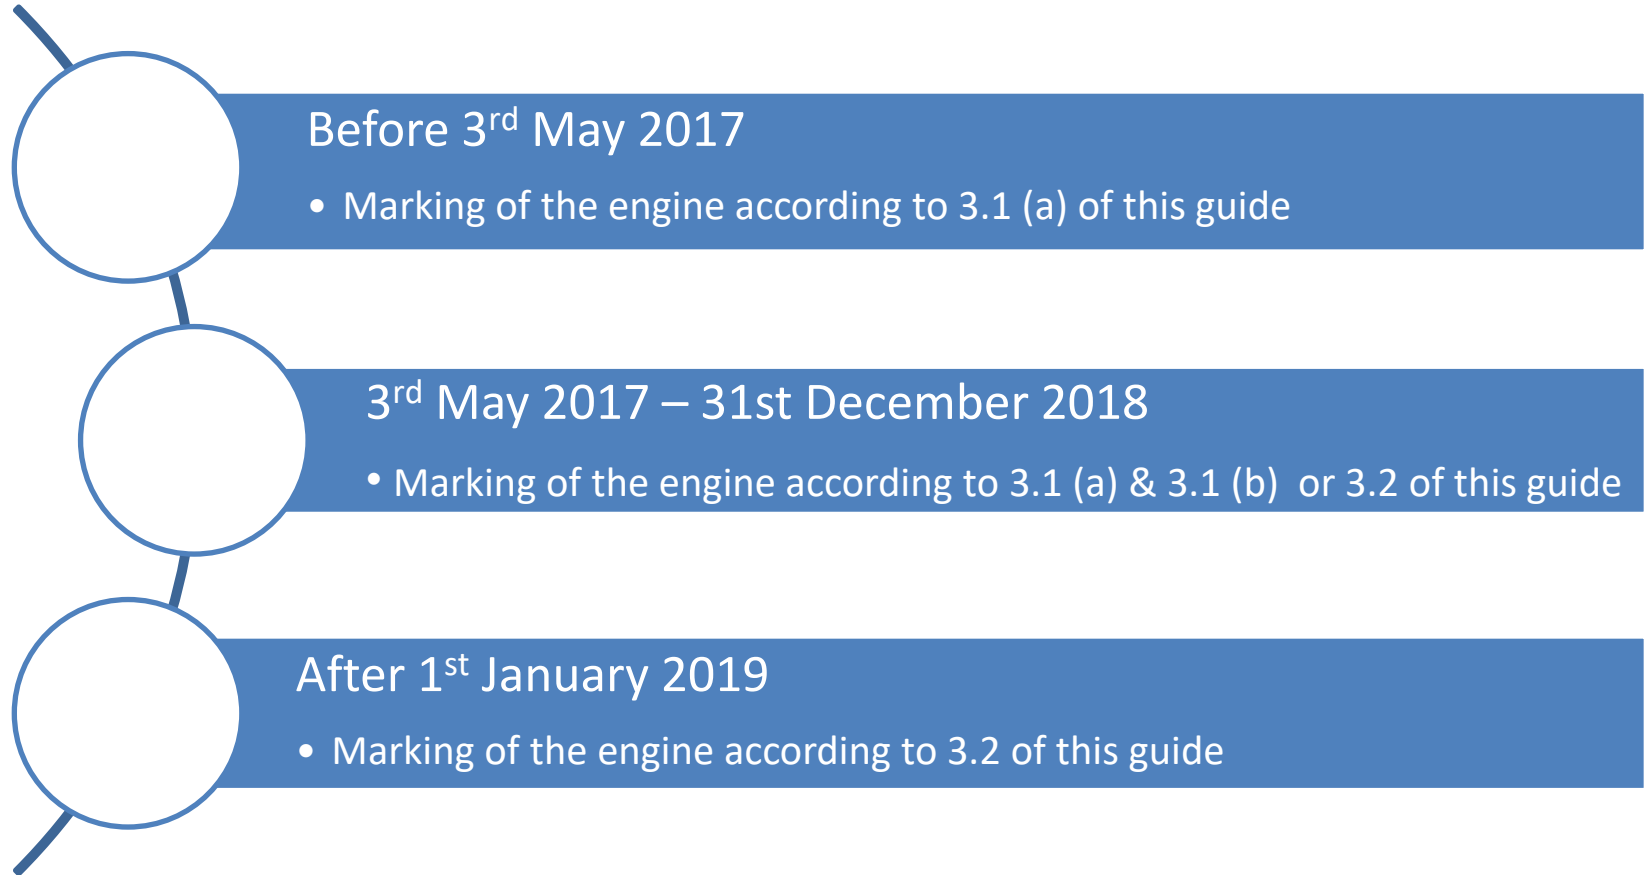 Before 3rd May 2017
• Marking of the engine according to 3.1 (a) of this guide
3rd May 2017 – 31st December 2018
• Marking of the engine according to 3.1 (a) & 3.1 (b)  or 3.2 of this guide
After 1st January 2019
• Marking of the engine according to 3.2 of this guide